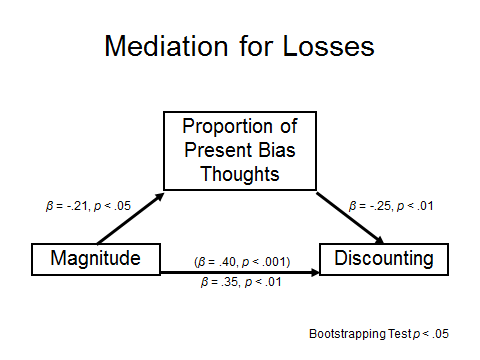 Mediation for Losses
Proportion of
Present Bias
Thoughts
β = -.21, p < .05
β = -.25, p < .01
Magnitude
(β = .40, p < .001)
β = .35, p < .01
Discounting
Bootstrapping Test p < .05